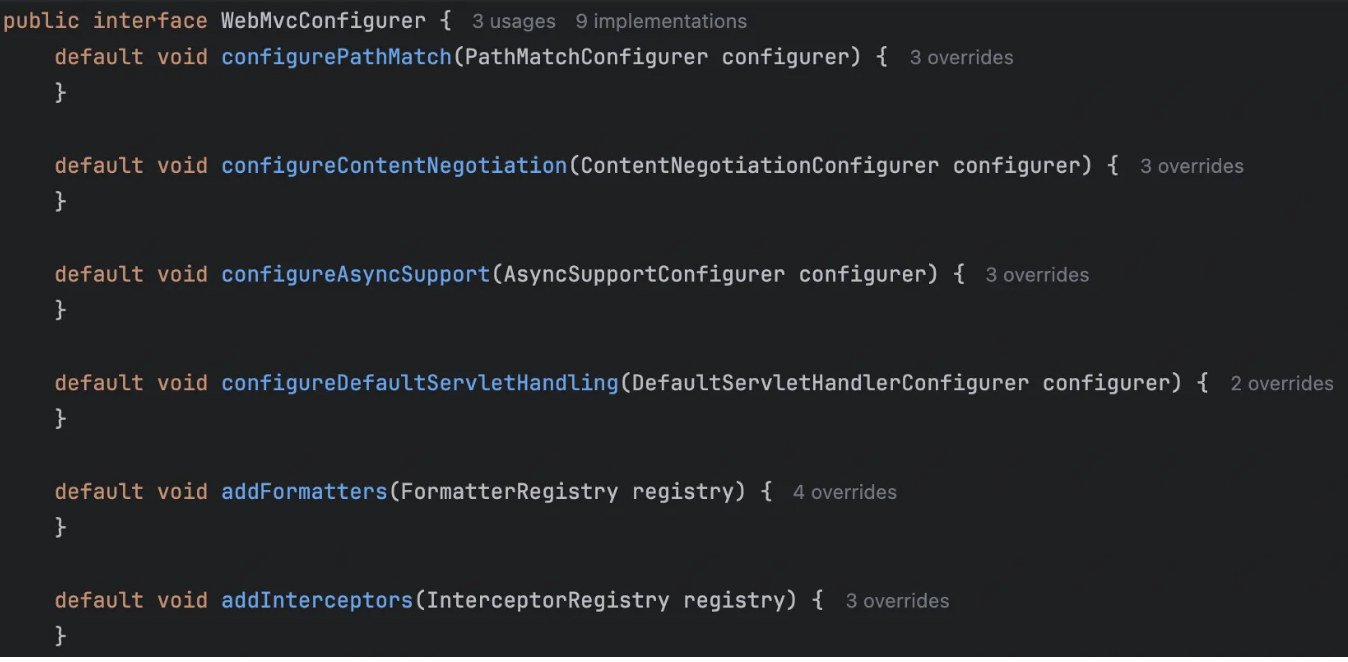 public interface WebMvcConfigurer { 3 usages 9 implementations
default void configurePathMatch(PathMatchConfigurer configurer) { 3 overrides
}
default void configureContentNegotiation(ContentNegotiationConfigurer configurer) { 3 overrides
}
default void configureAsyncSupport(AsyncSupportConfigurer configurer) { 3 overrides
}
default void configureDefaultServletHandling(DefaultServletHandlerConfigurer configurer) { 2 overrides
}
default void addFormatters(FormatterRegistry registry) { 4 overrides
}
default void addInterceptors(InterceptorRegistry registry) { 3 overrides
}